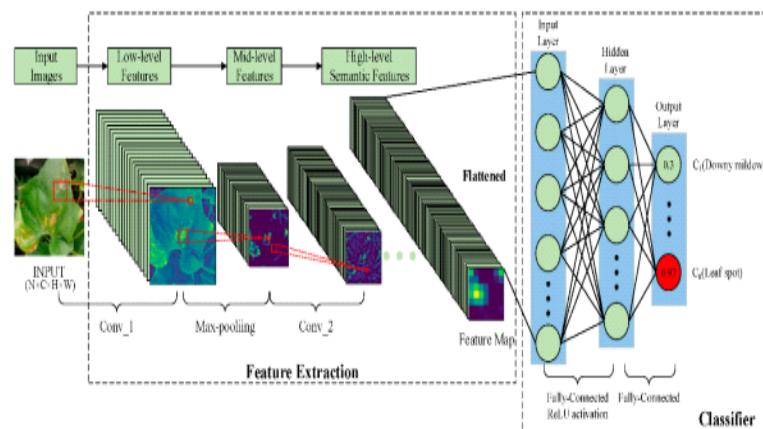 Input
Images
Low-level
Features
Mid-level
Features
High-level
Semantic Features
INPUT
(N×C×H×W)
Conv_1
Max-pooliing
Conv_2
Flattened
Feature Map
Feature Extraction
Input
Layer
Hidden
Layer
Output
Layer
0.3
C₁(Downy mildew)
0.97
(Leaf spot)
Fully-Connected
ReLU activation
Fully-Connected
Classifier